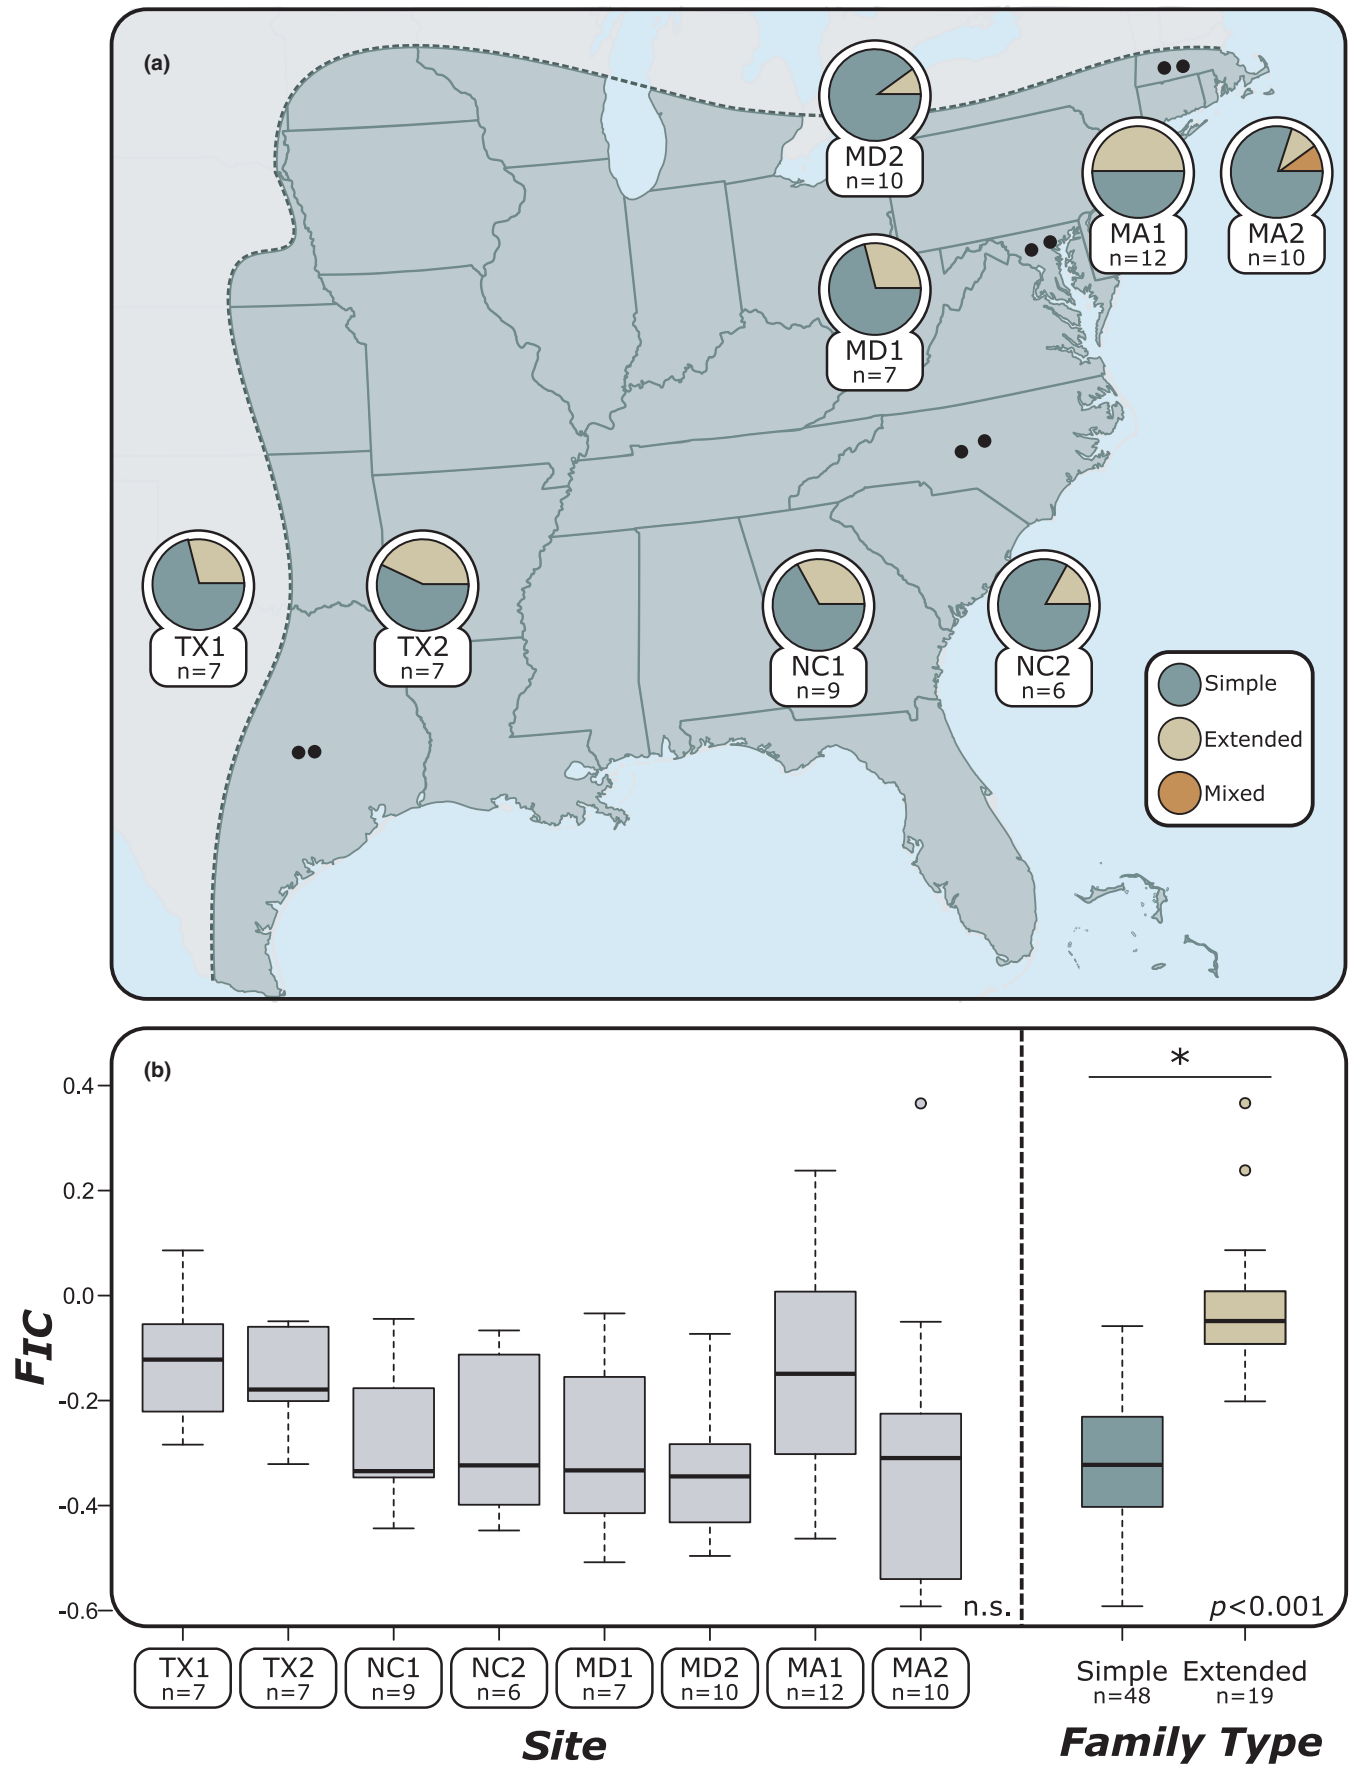 (a)
MD2
n=10
MA1
n=12
MA2
n=10
MD1
n=7
TX1
n=7
TX2
n=7
NC1
n=9
NC2
n=6
Simple
Extended
Mixed
(b)
*
0.4
0.2
0.0
-0.2
-0.4
-0.6
FIC
n.s.
p<0.001
TX1
n=7
TX2
n=7
NC1
n=9
NC2
n=6
MD1
n=7
MD2
n=10
MA1
n=12
MA2
n=10
Simple
n=48
Extended
n=19
Site
Family Type